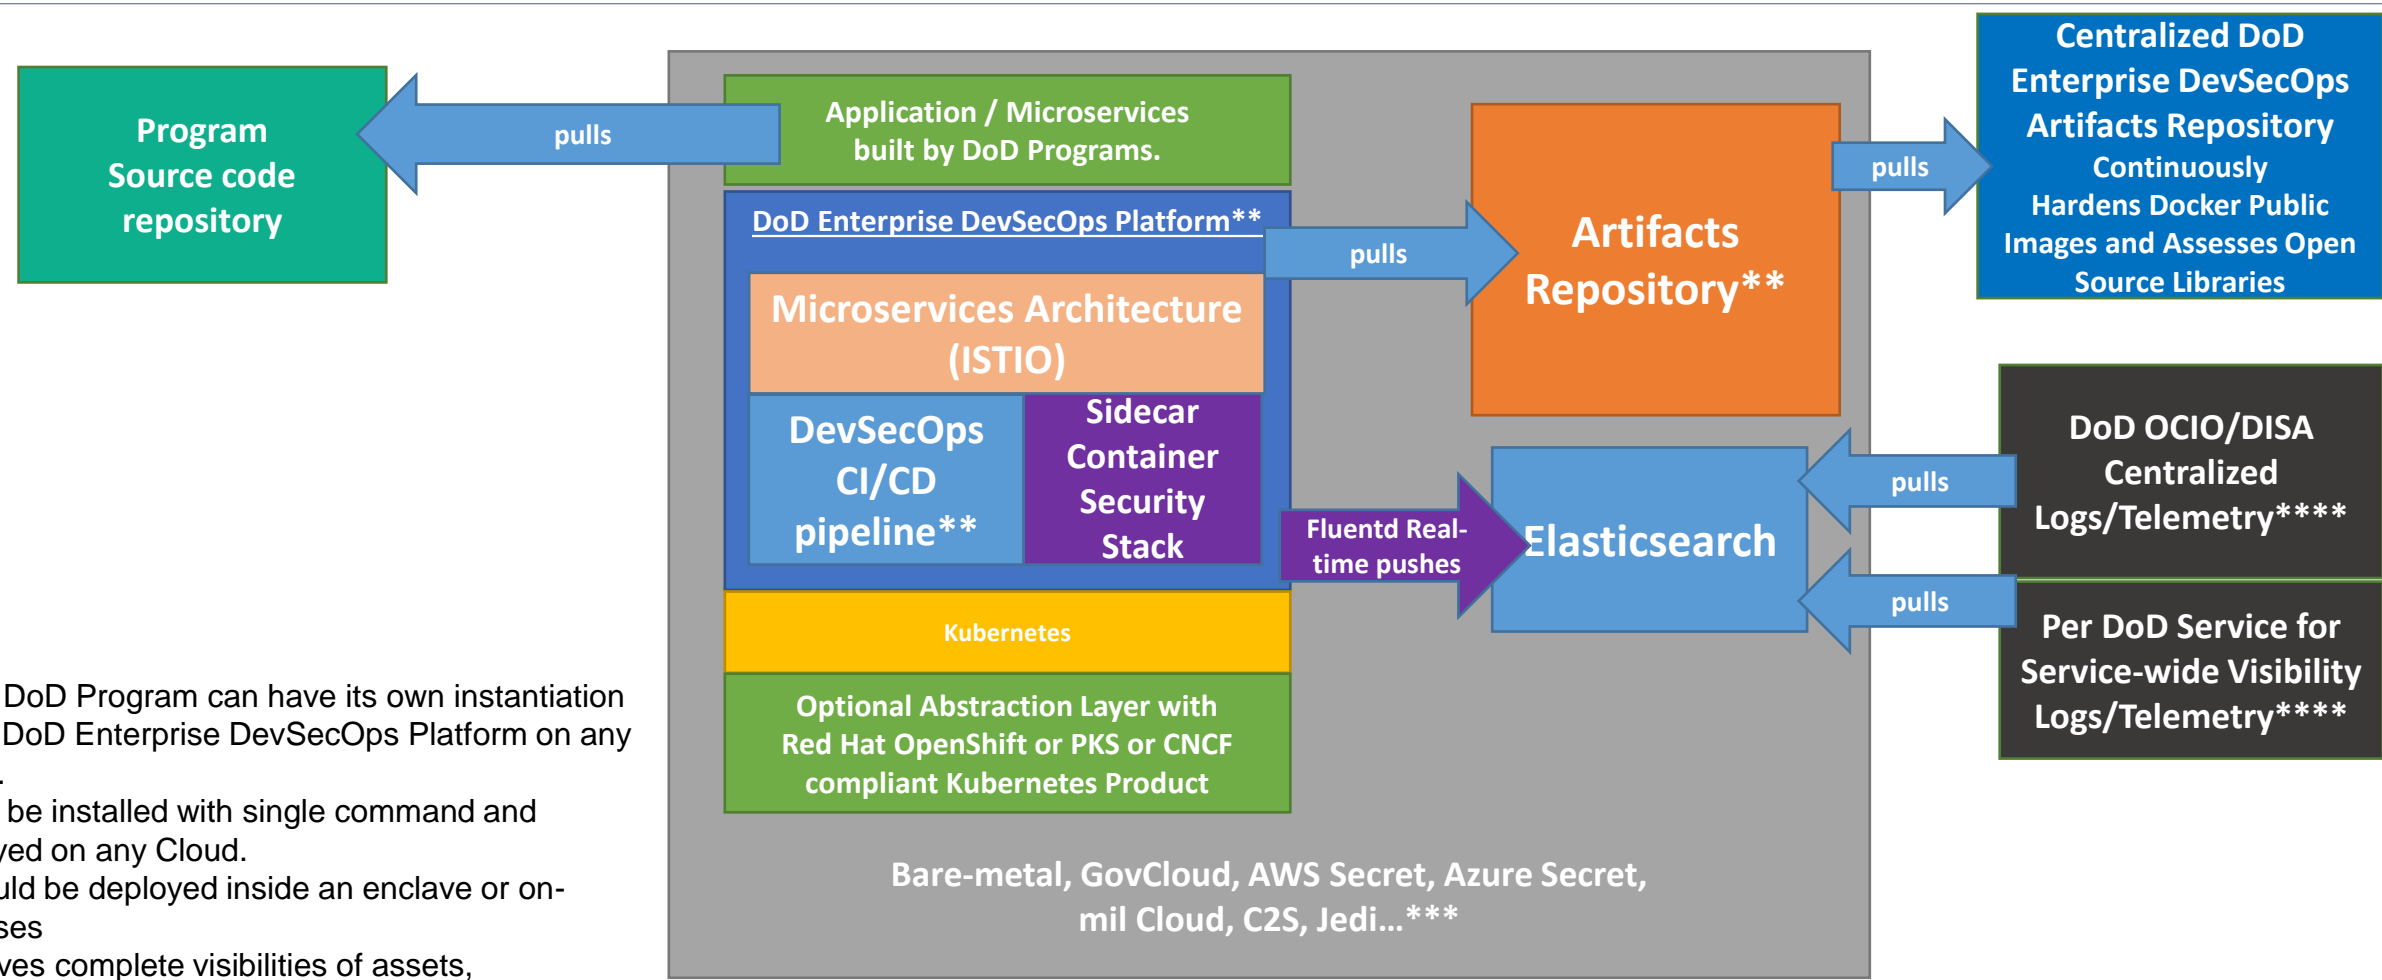 Program
Source code
repository
pulls
Application / Microservices
built by DoD Programs.
DoD Enterprise DevSecOps Platform**
Microservices Architecture
(ISTIO)
DevSecOps
CI/CD
pipeline**
Sidecar
Container
Security
Stack
Kubernetes
Optional Abstraction Layer with
Red Hat OpenShift or PKS or CNCF
compliant Kubernetes Product
Bare-metal, GovCloud, AWS Secret, Azure Secret,
mil Cloud, C2S, Jedi…***
pulls
Artifacts
Repository**
Fluentd Real-
time pushes
Elasticsearch
pulls
Centralized DoD
Enterprise DevSecOps
Artifacts Repository
Continuously
Hardens Docker Public
Images and Assesses Open
Source Libraries
pulls
DoD OCIO/DISA
Centralized
Logs/Telemetry****
pulls
Per DoD Service for
Service-wide Visibility
Logs/Telemetry****
DoD Program can have its own instantiation
DoD Enterprise DevSecOps Platform on any
.
be installed with single command and
yed on any Cloud.
uld be deployed inside an enclave or on-
ses
ves complete visibilities of assets,